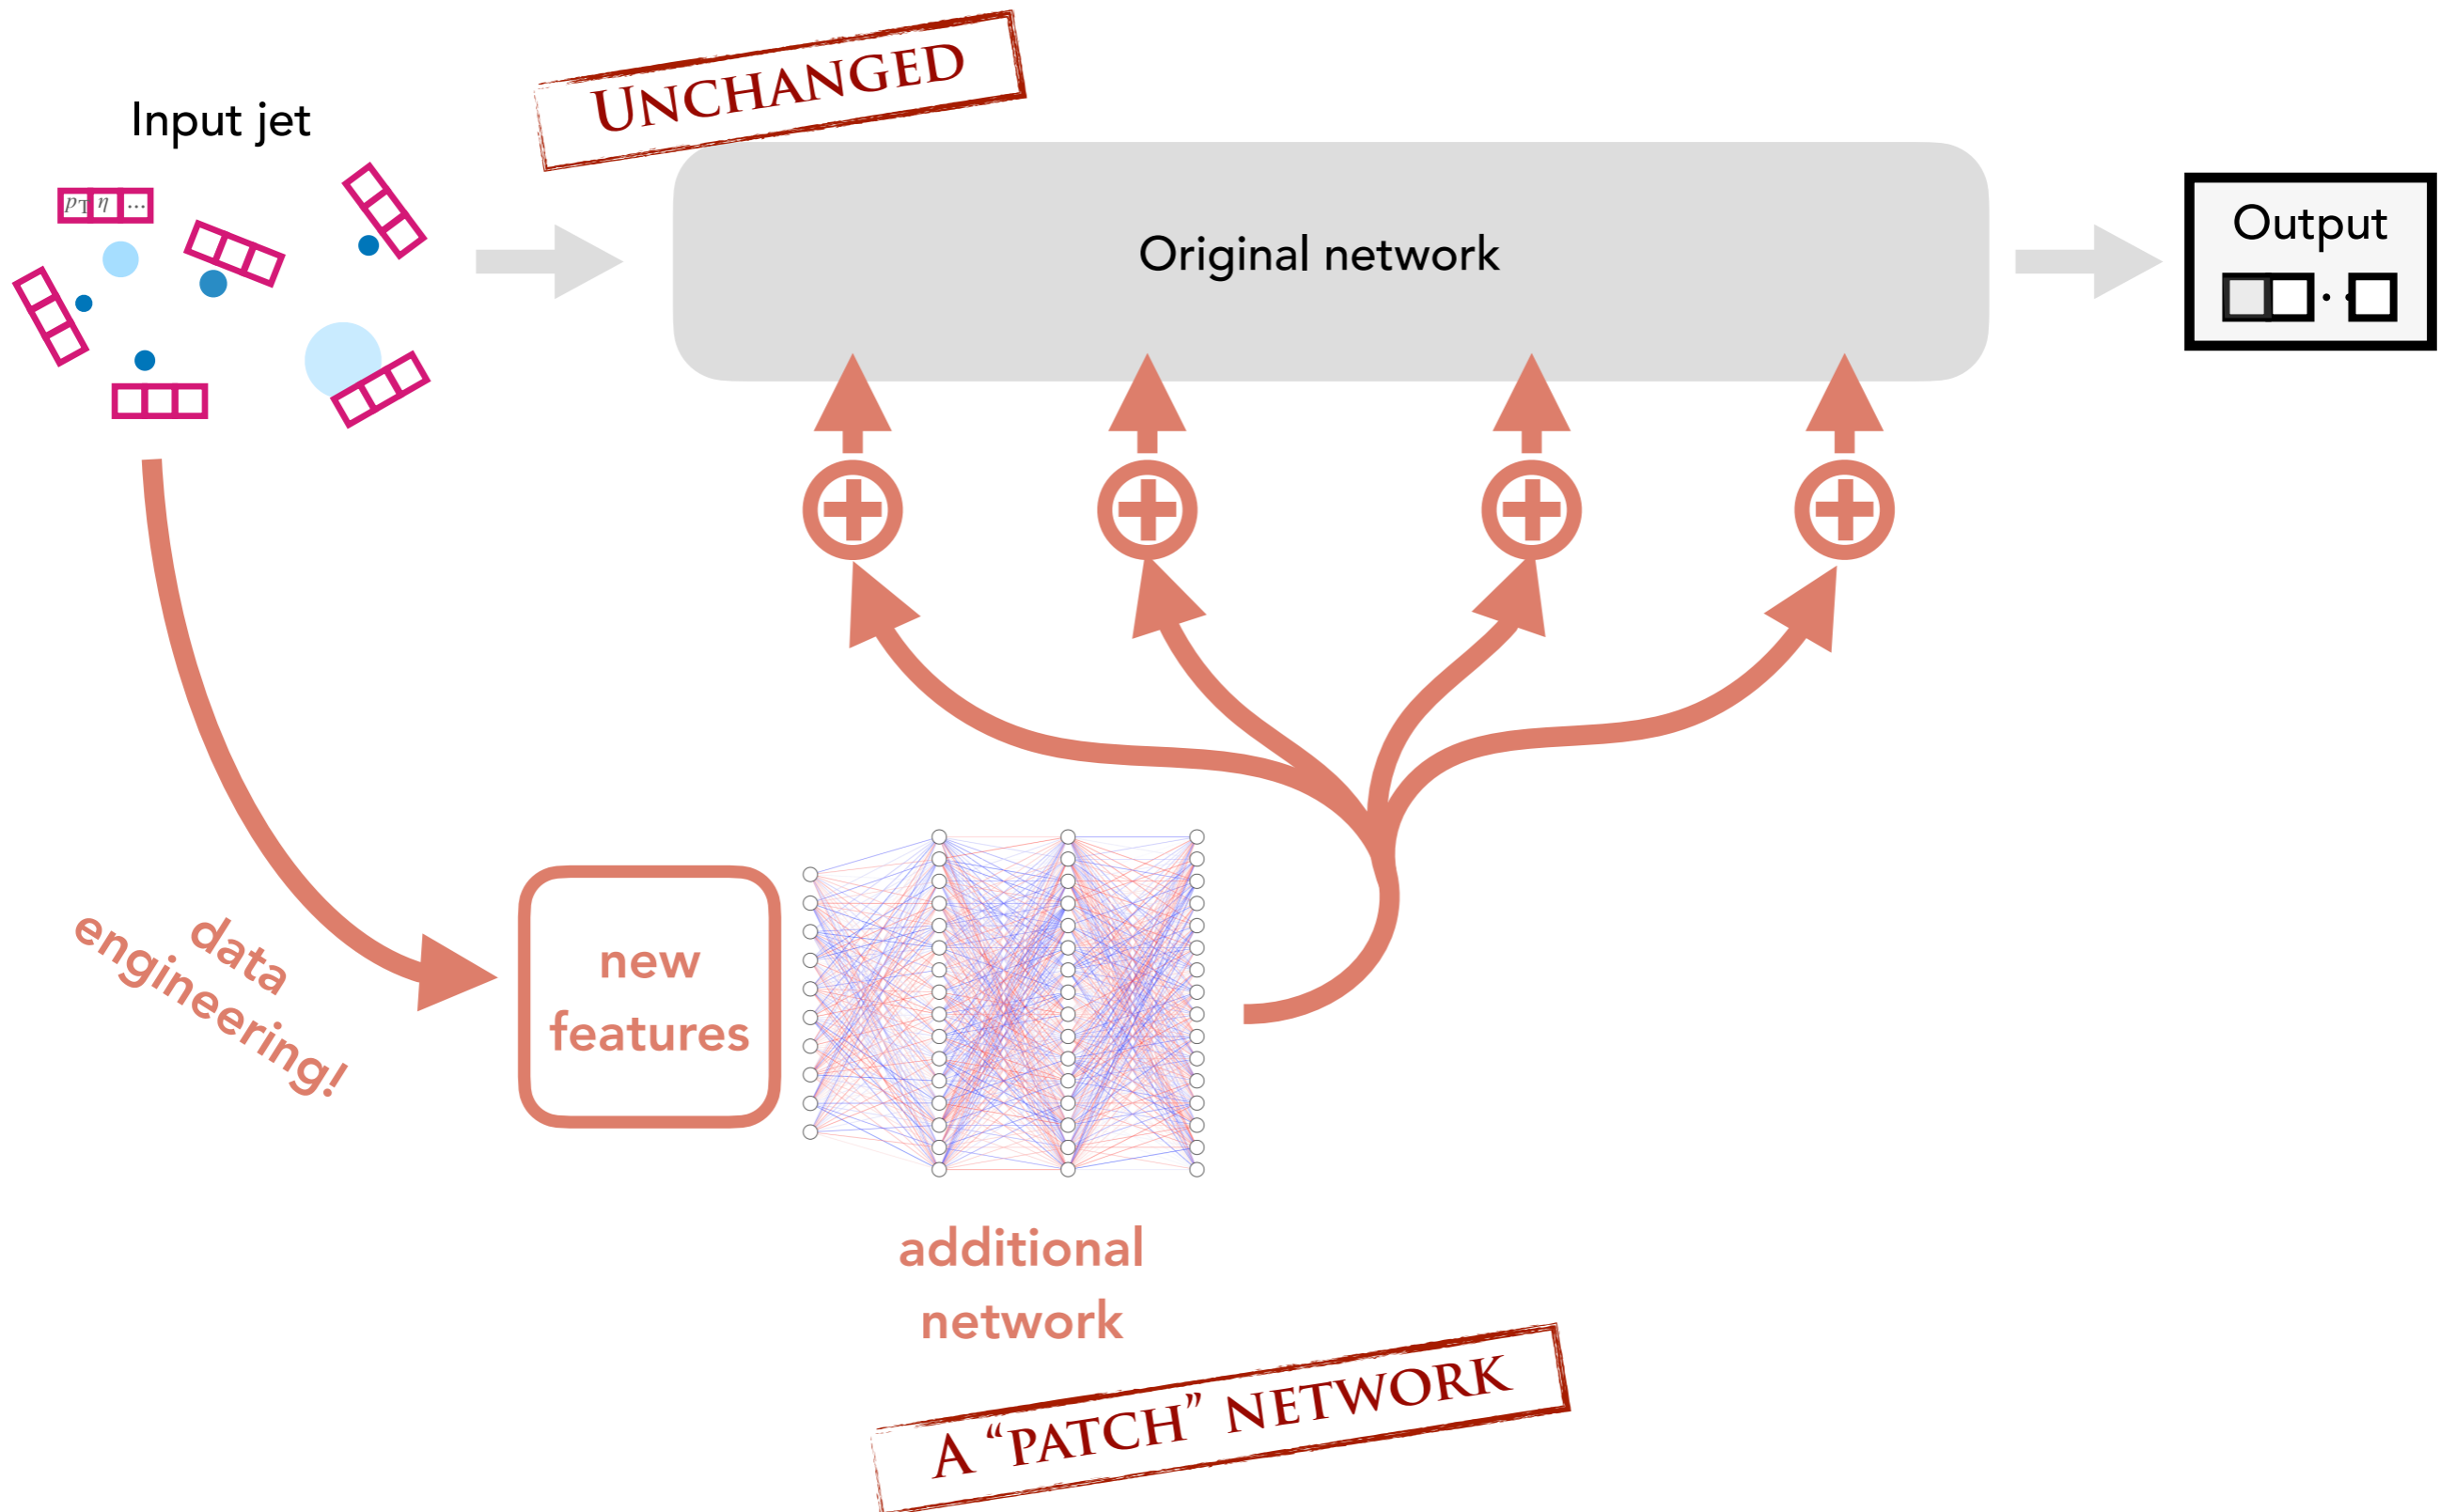 UNCHANGED
Input jet
pT η ...
Original network
Output
data
engineering!
new
features
additional
network
A “PATCH” NETWORK